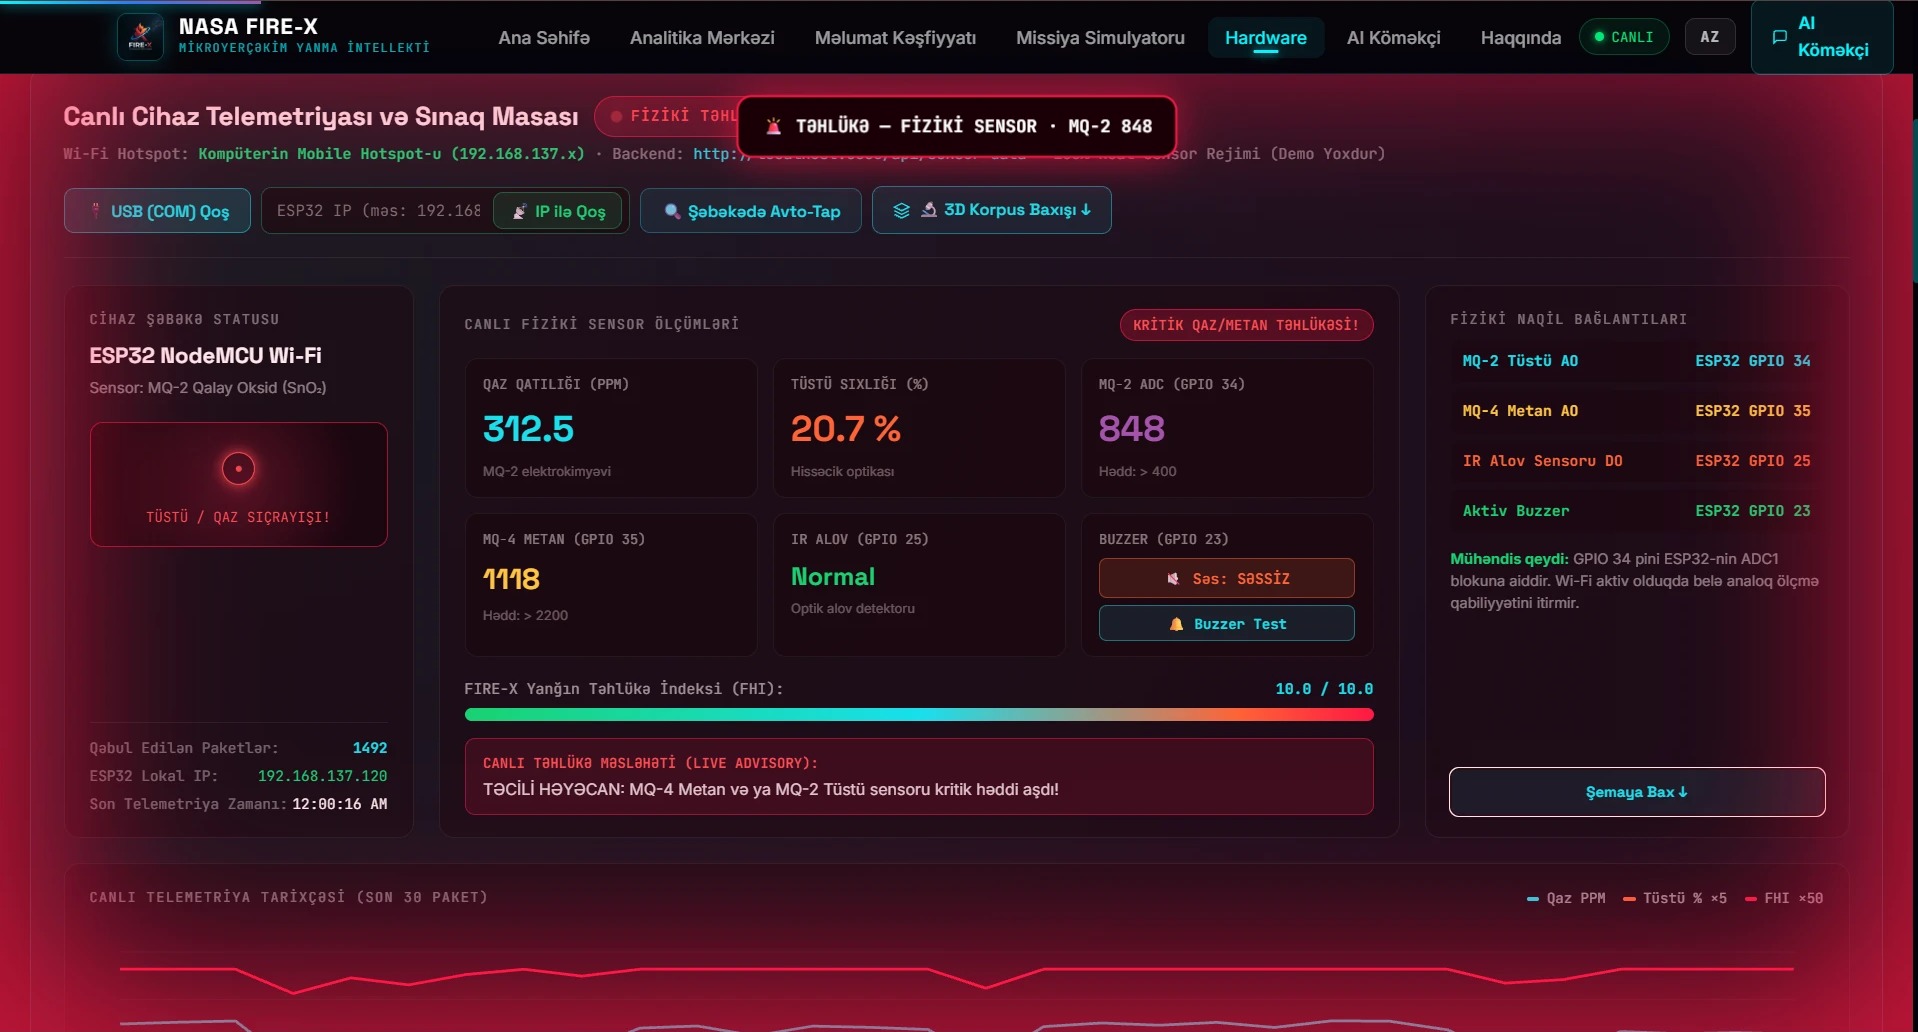 NASA FIRE-X
MİKROYERÇƏKİM YANMA İNTELLEKTİ
Ana Səhifə
Analitika Mərkəzi
Məlumat Kəşfiyyatı
Missiya Simulyatoru
Hardware
AI Köməkçi
Haqqında
CANLI
AZ
AI Köməkçi
FIRE-X
Canlı Cihaz Telemetriyası və Sınaq Masası
FİZİKİ
TƏHLÜKƏ — FİZİKİ SENSOR · MQ-2 848
Wi-Fi Hotspot: Kompüterin Mobile Hotspot-u (192.168.137.x) · Backend: http:/
Rejimi (Demo Yoxdur)
USB (COM) Qoş
ESP32 IP (məs: 192.168
IP ilə Qoş
Şəbəkədə Avto-Tap
3D Korpus Baxışı ↓
CİHAZ ŞƏBƏKƏ STATUSU
ESP32 NodeMCU Wi-Fi
Sensor: MQ-2 Qalay Oksid (SnO₂)
TÜSTÜ / QAZ SIÇRAYIŞI!
Qəbul Edilən Paketlər: 1492
ESP32 Lokal IP: 192.168.137.120
Son Telemetriya Zamanı: 12:00:16 AM
CANLI FİZİKİ SENSOR ÖLÇÜMLƏRİ
KRİTİK QAZ/METAN TƏHLÜKƏSİ!
QAZ QATILIĞI (PPM)
312.5
MQ-2 elektrokimyəvi
TÜSTÜ SIXLIĞI (%)
20.7 %
Hissəcik optikası
MQ-2 ADC (GPIO 34)
848
Hədd: > 400
MQ-4 METAN (GPIO 35)
1118
Hədd: > 2200
IR ALOV (GPIO 25)
Normal
Optik alov detektoru
BUZZER (GPIO 23)
Səs: SƏSSİZ
Buzzer Test
FIRE-X Yanğın Təhlükə İndeksi (FHI): 10.0 / 10.0
CANLI TƏHLÜKƏ MƏSLƏHƏTİ (LIVE ADVISORY):
TƏCİLİ HƏYƏCAN: MQ-4 Metan və ya MQ-2 Tüstü sensoru kritik həddi aşdı!
FİZİKİ NAQİL BAĞLANTILARI
MQ-2 Tüstü AO ESP32 GPIO 34
MQ-4 Metan AO ESP32 GPIO 35
IR Alov Sensoru DO ESP32 GPIO 25
Aktiv Buzzer ESP32 GPIO 23
Mühəndis qeydi: GPIO 34 pini ESP32-nin ADC1
blokuna aiddir. Wi-Fi aktiv olduqda belə analoq ölçmə
qabiliyyətini itirmir.
Şemaya Bax ↓
CANLI TELEMETRİYA TARİXÇƏSİ (SON 30 PAKET)
Qaz PPM
Tüstü % ×5
FHI ×50